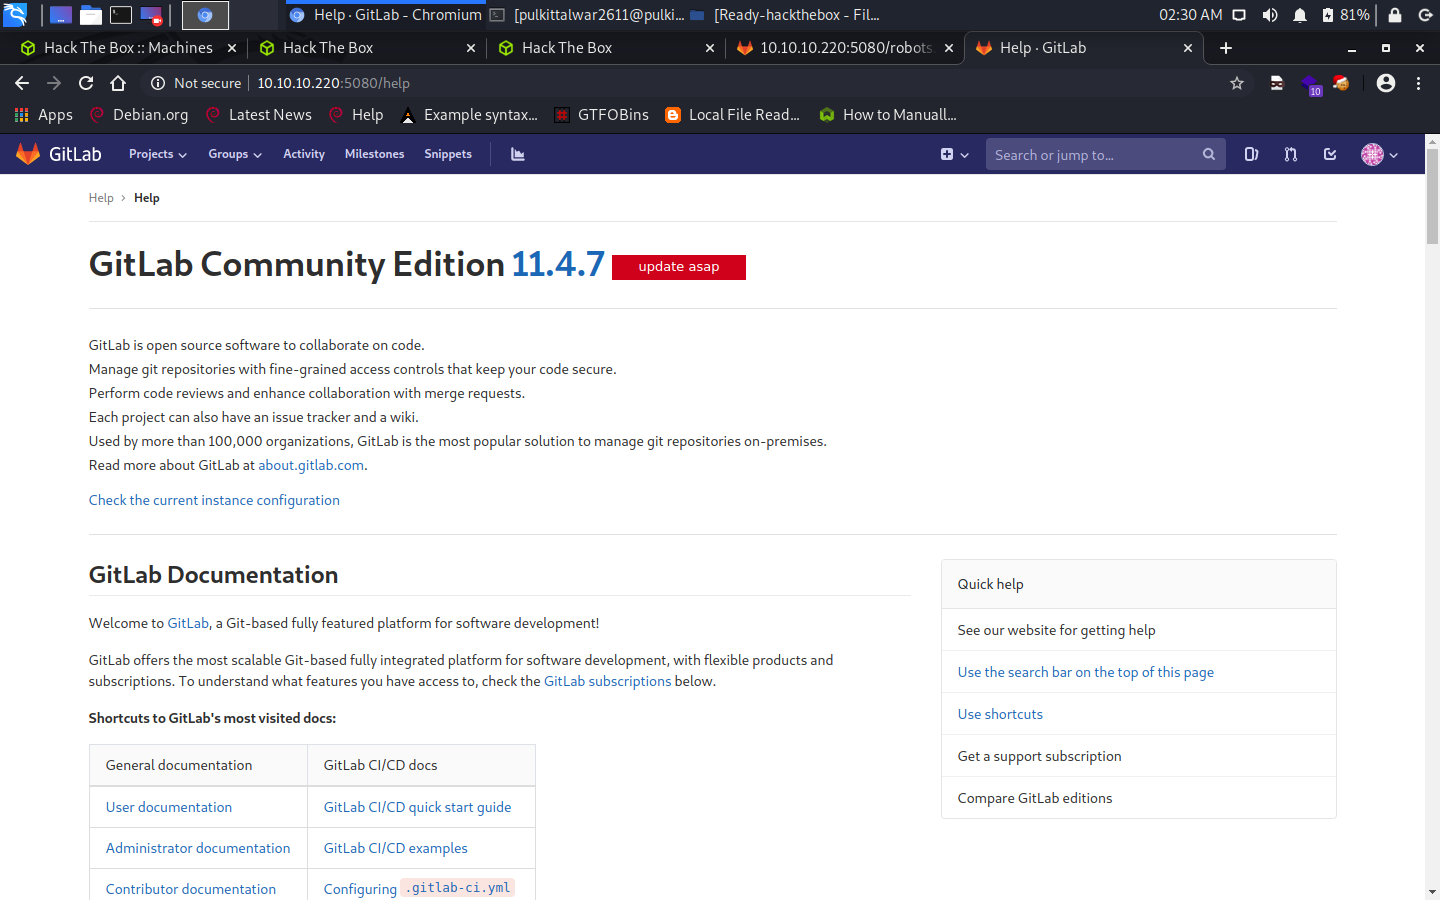 Help · GitLab - Chromium
[pulkittalwar2611@pulki...
[Ready-hackthebox - Fil...
02:30 AM
81%
Hack The Box :: Machines
Hack The Box
Hack The Box
10.10.10.220:5080/robots.
Help · GitLab
Not secure
10.10.10.220:5080/help
10
Apps
Debian.org
Latest News
Help
Example syntax...
GTFOBins
Local File Read...
How to Manuall...
GitLab
Projects
Groups
Activity
Milestones
Snippets
Search or jump to...
Help › Help
GitLab Community Edition 11.4.7 update asap
GitLab is open source software to collaborate on code.
Manage git repositories with fine-grained access controls that keep your code secure.
Perform code reviews and enhance collaboration with merge requests.
Each project can also have an issue tracker and a wiki.
Used by more than 100,000 organizations, GitLab is the most popular solution to manage git repositories on-premises.
Read more about GitLab at about.gitlab.com.
Check the current instance configuration
GitLab Documentation
Welcome to GitLab, a Git-based fully featured platform for software development!
GitLab offers the most scalable Git-based fully integrated platform for software development, with flexible products and
subscriptions. To understand what features you have access to, check the GitLab subscriptions below.
Shortcuts to GitLab's most visited docs:
General documentation
GitLab CI/CD docs
User documentation
GitLab CI/CD quick start guide
Administrator documentation
GitLab CI/CD examples
Contributor documentation
Configuring .gitlab-ci.yml
Quick help
See our website for getting help
Use the search bar on the top of this page
Use shortcuts
Get a support subscription
Compare GitLab editions